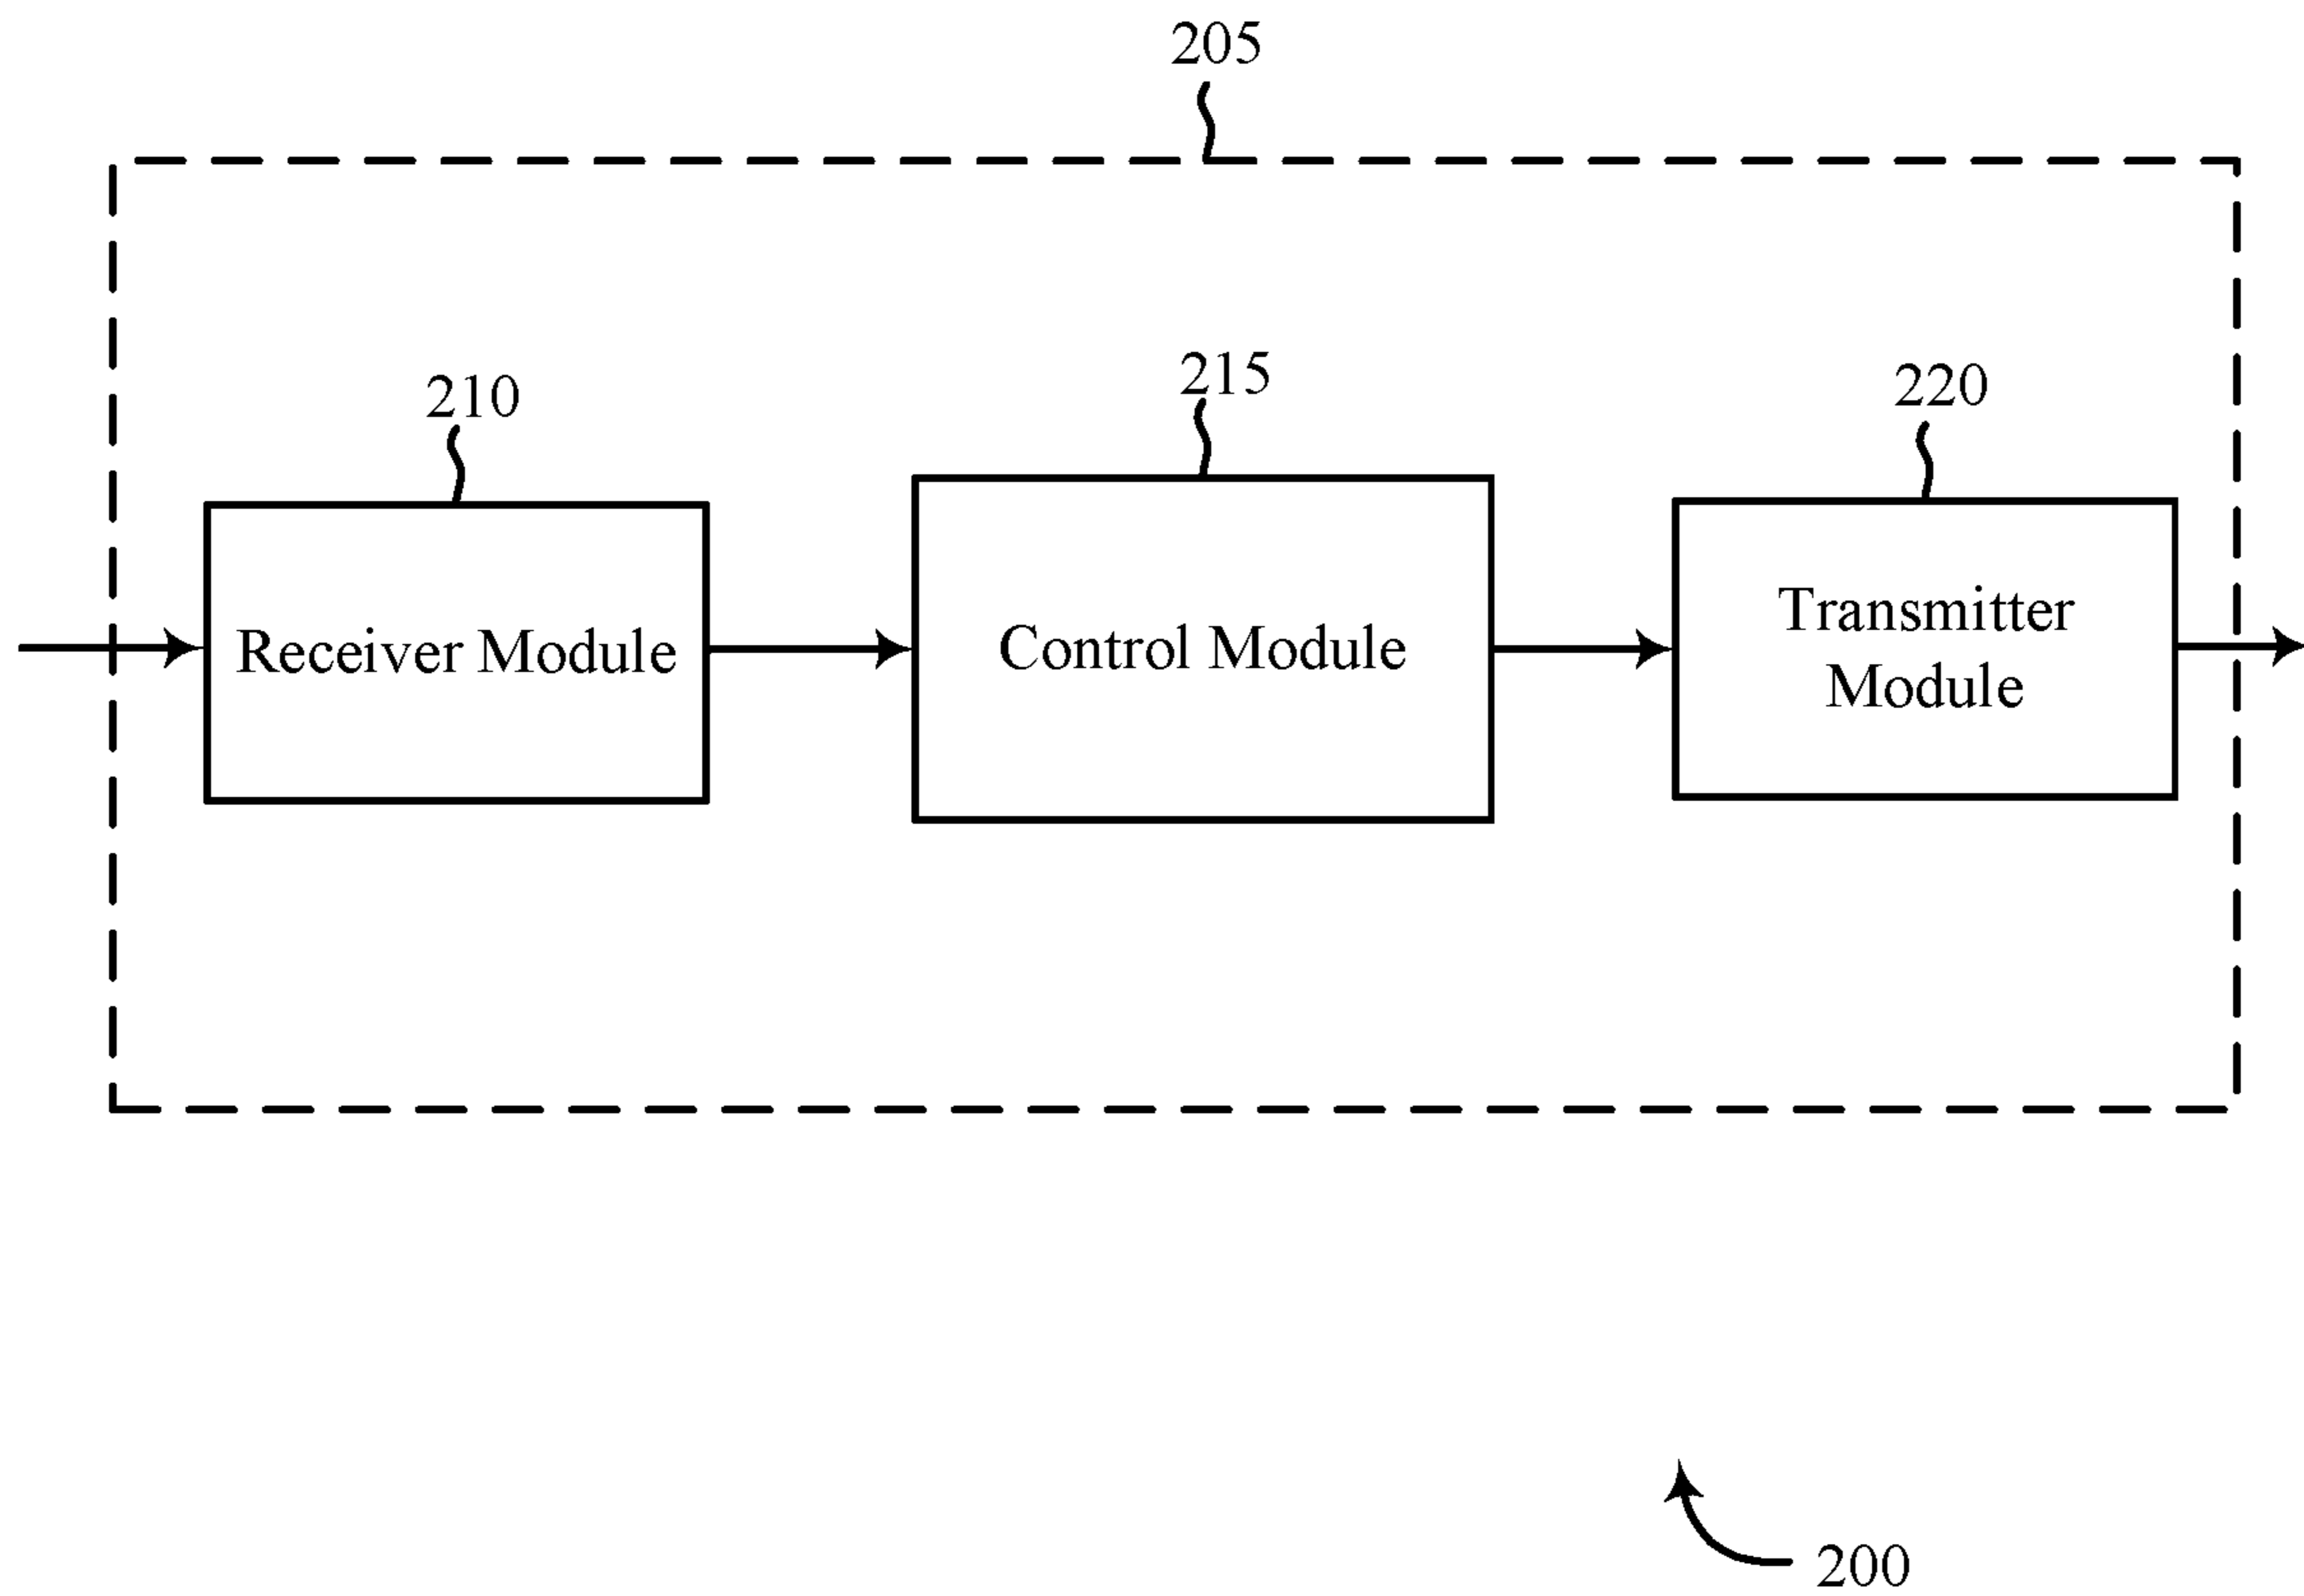 205
210
215
220
Receiver Module
Control Module
Transmitter
Module
200